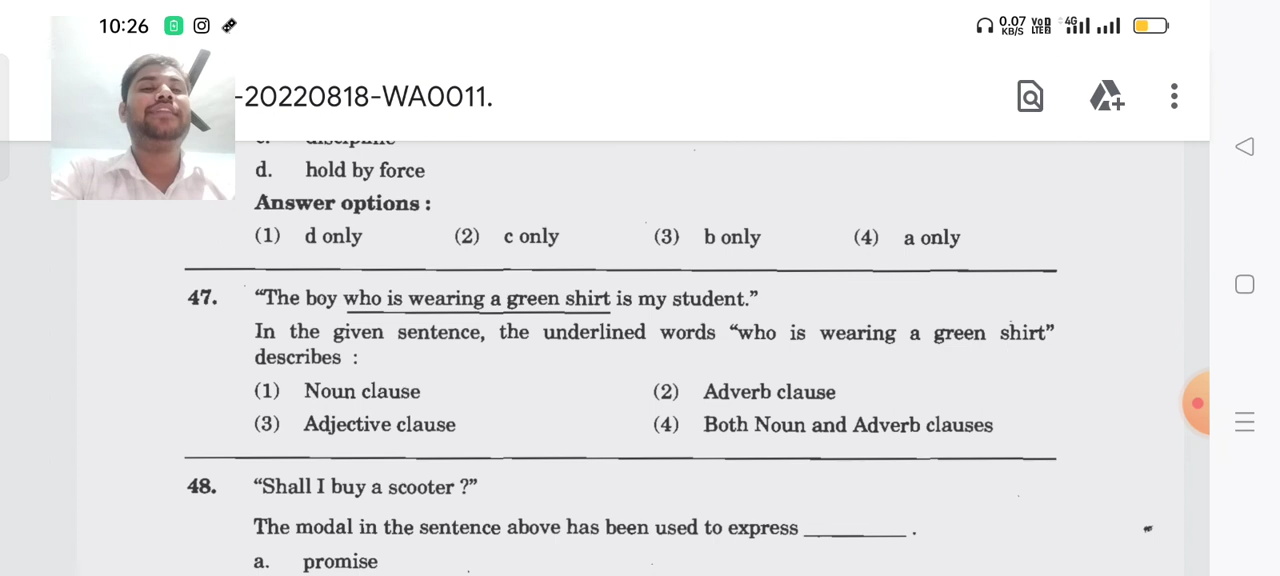 10:26
0.07 KB/S VoD LTE2 4G
-20220818-WA0011.
c. discipline
d. hold by force
Answer options :
(1) d only (2) c only (3) b only (4) a only
47. “The boy who is wearing a green shirt is my student.”
In the given sentence, the underlined words “who is wearing a green shirt”
describes :
(1) Noun clause (2) Adverb clause
(3) Adjective clause (4) Both Noun and Adverb clauses
48. “Shall I buy a scooter ?”
The modal in the sentence above has been used to express ________ .
a. promise